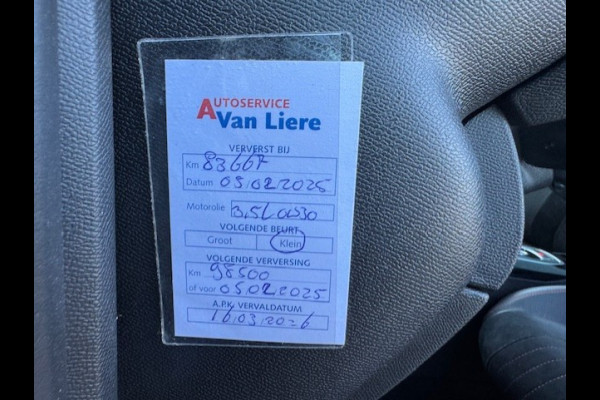 AUTOSERVICE
Van Liere
VERVERST BIJ
Km 83667
Datum 05.02.2025
Motorolie 3,5L 0W30
VOLGENDE BEURT
Groot Klein
VOLGENDE VERVERSING
Km 98500
of voor 05.02.2025
A.P.K. VERVALDATUM
16.03.2026